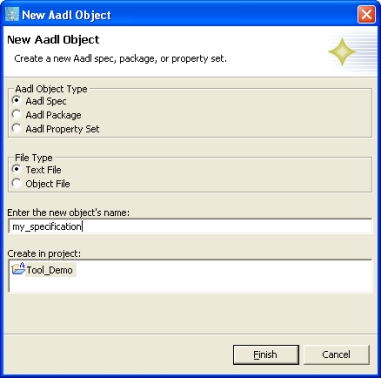 New Aadl Object
New Aadl Object
Create a new Aadl spec, package, or property set.
Aadl Object Type
Aadl Spec
Aadl Package
Aadl Property Set
File Type
Text File
Object File
Enter the new object's name:
my_specification
Create in project:
Tool_Demo
Finish Cancel